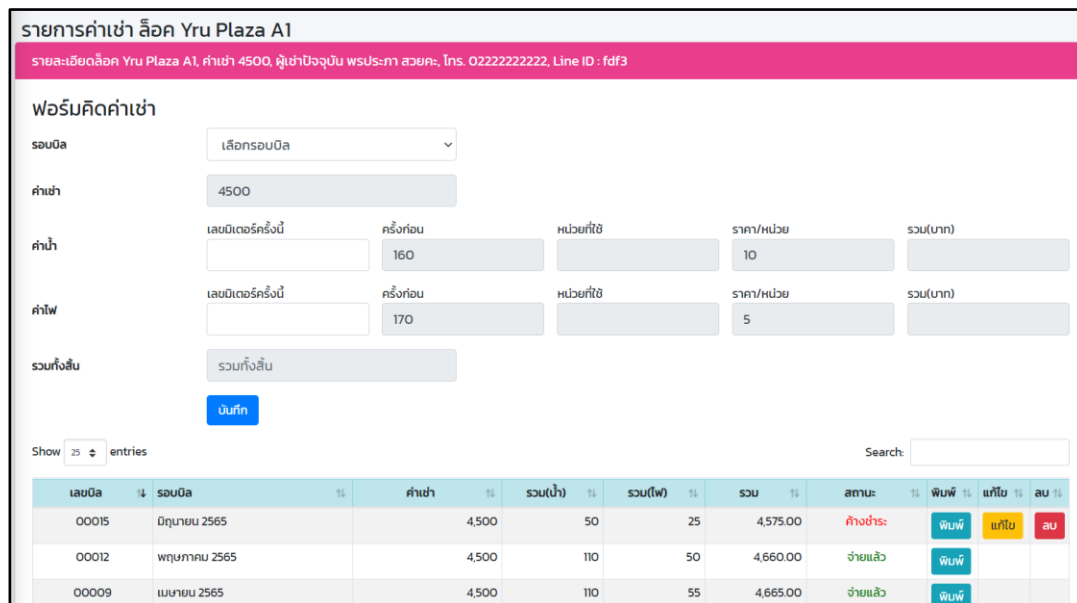 รายการค่าเช่า ล็อค Yru Plaza A1
รายละเอียดล็อค Yru Plaza A1, ค่าเช่า 4500, ผู้เช่าปัจจุบัน พรประภา สวยคะ, โทร. 02222222222, Line ID : fdf3
ฟอร์มคิดค่าเช่า
รอบบิล เลือกรอบบิล
ค่าเช่า 4500
เลขมิเตอร์ครั้งนี้ ครั้งก่อน หน่วยที่ใช้ ราคา/หน่วย รวม(บาท)
ค่าน้ำ 160 10
เลขมิเตอร์ครั้งนี้ ครั้งก่อน หน่วยที่ใช้ ราคา/หน่วย รวม(บาท)
ค่าไฟ 170 5
รวมทั้งสิ้น รวมทั้งสิ้น
บันทึก
Show 25 entries Search:
เลขบิล รอบบิล ค่าเช่า รวม(น้ำ) รวม(ไฟ) รวม สถานะ พิมพ์ แก้ไข ลบ
00015 มิถุนายน 2565 4,500 50 25 4,575.00 ค้างชำระ พิมพ์ แก้ไข ลบ
00012 พฤษภาคม 2565 4,500 110 50 4,660.00 จ่ายแล้ว พิมพ์
00009 เมษายน 2565 4,500 110 55 4,665.00 จ่ายแล้ว พิมพ์